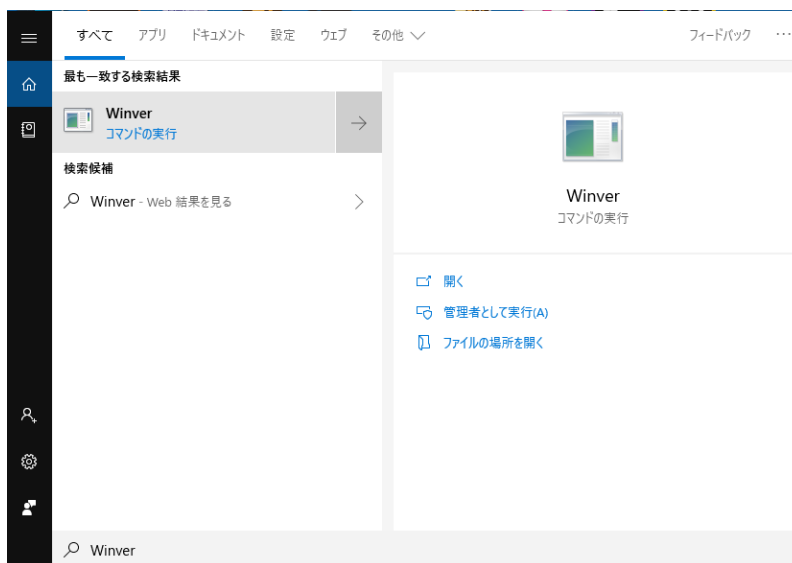 すべて アプリ ドキュメント 設定 ウェブ その他 フィードバック ...
最も一致する検索結果
Winver
コマンドの実行
検索候補
Winver - Web 結果を見る
Winver
コマンドの実行
開く
管理者として実行(A)
ファイルの場所を開く
Winver